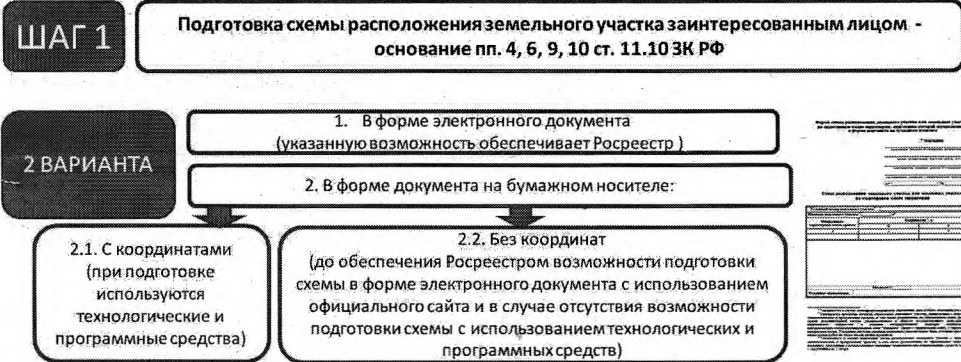 ШАГ 1
Подготовка схемы расположения земельного участка заинтересованным лицом -
основание пп. 4, 6, 9, 10 ст. 11.10 ЗК РФ
2 ВАРИАНТА
1. В форме электронного документа
(указанную возможность обеспечивает Росреестр )
2. В форме документа на бумажном носителе:
2.1. С координатами
(при подготовке
используются
технологические и
программные средства)
2.2. Без координат
(до обеспечения Росреестром возможности подготовки
схемы в форме электронного документа с использованием
официального сайта и в случае отсутствия возможности
подготовки схемы с использованием технологических и
программных средств)